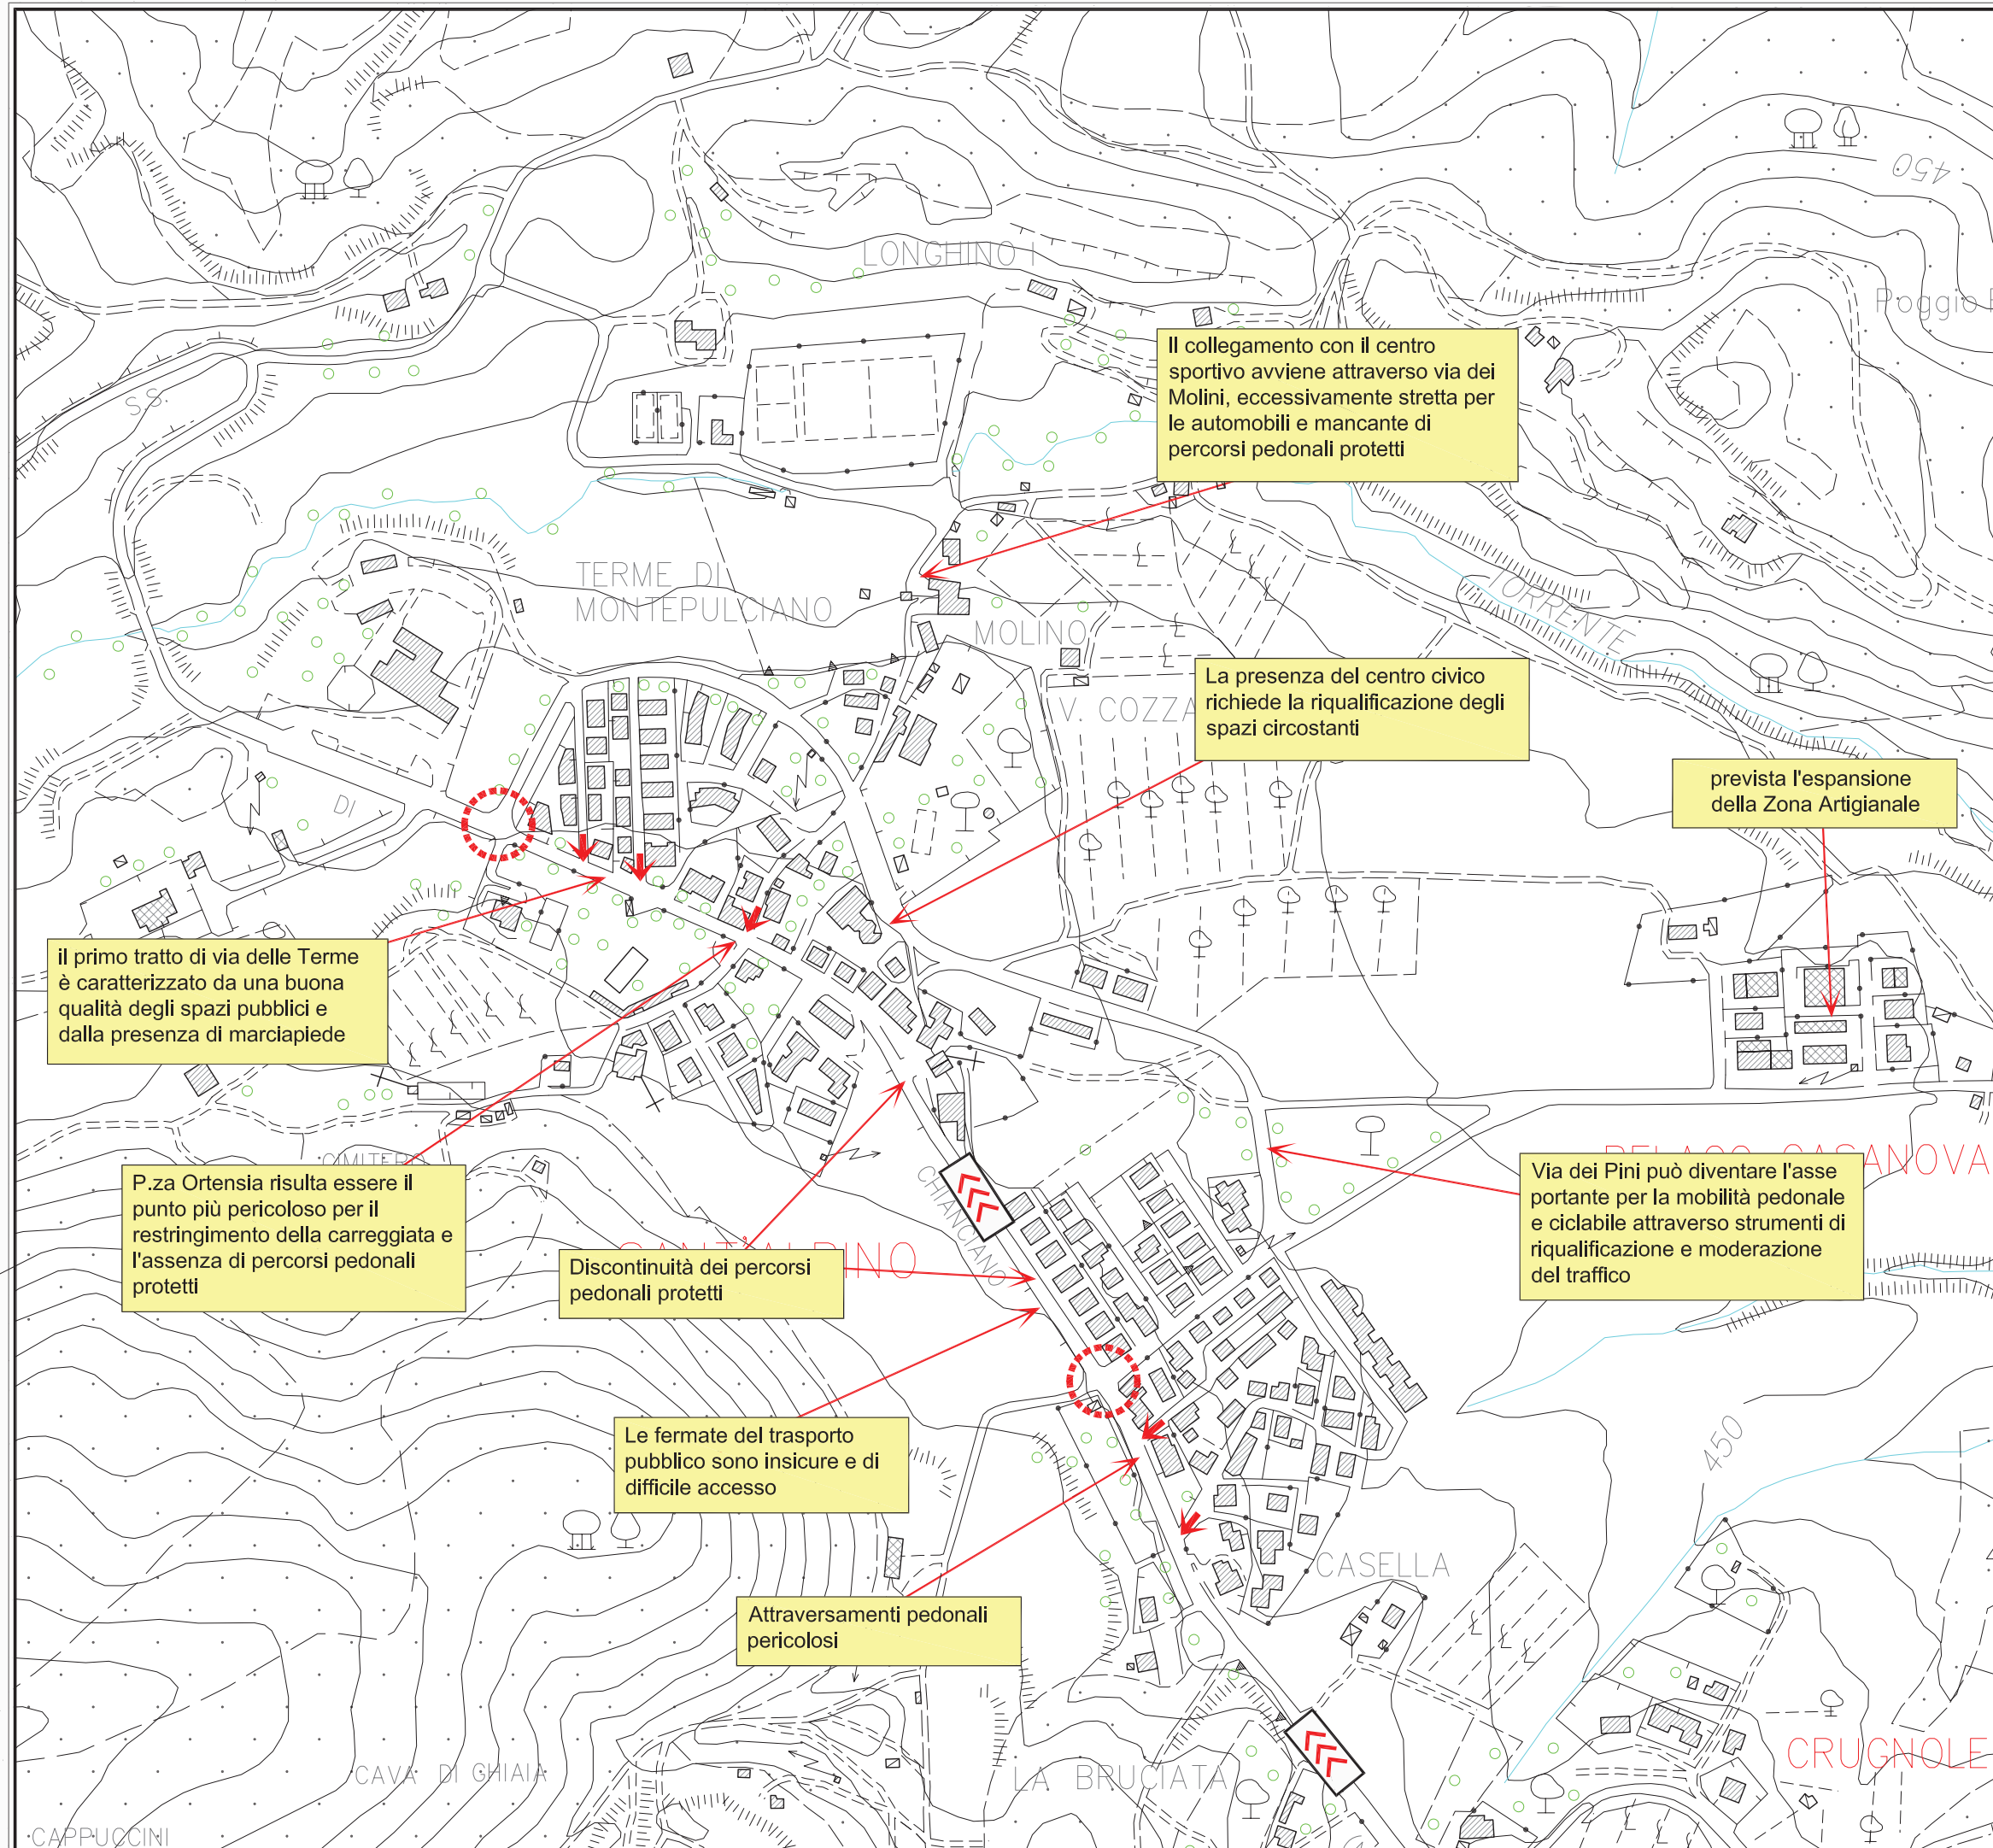 450
LONGHINO I
Poggio
Il collegamento con il centro
sportivo avviene attraverso via dei
Molini, eccessivamente stretta per
le automobili e mancante di
percorsi pedonali protetti
S.S.
TERME DI
MONTEPULCIANO
MOLINO
TORRENTE
V. COZZA
La presenza del centro civico
richiede la riqualificazione degli
spazi circostanti
DI
prevista l'espansione
della Zona Artigianale
il primo tratto di via delle Terme
è caratterizzato da una buona
qualità degli spazi pubblici e
dalla presenza di marciapiede
CIMITERO
CASANOVA
P.za Ortensia risulta essere il
punto più pericoloso per il
restringimento della carreggiata e
l'assenza di percorsi pedonali
protetti
CHIANCIANO
Via dei Pini può diventare l'asse
portante per la mobilità pedonale
e ciclabile attraverso strumenti di
riqualificazione e moderazione
del traffico
SANT'ALBINO
Discontinuità dei percorsi
pedonali protetti
Le fermate del trasporto
pubblico sono insicure e di
difficile accesso
450
CASELLA
Attraversamenti pedonali
pericolosi
CRUGNOLE
CAVA DI GHIAIA
LA BRUCIATA
CAPPUCCINI